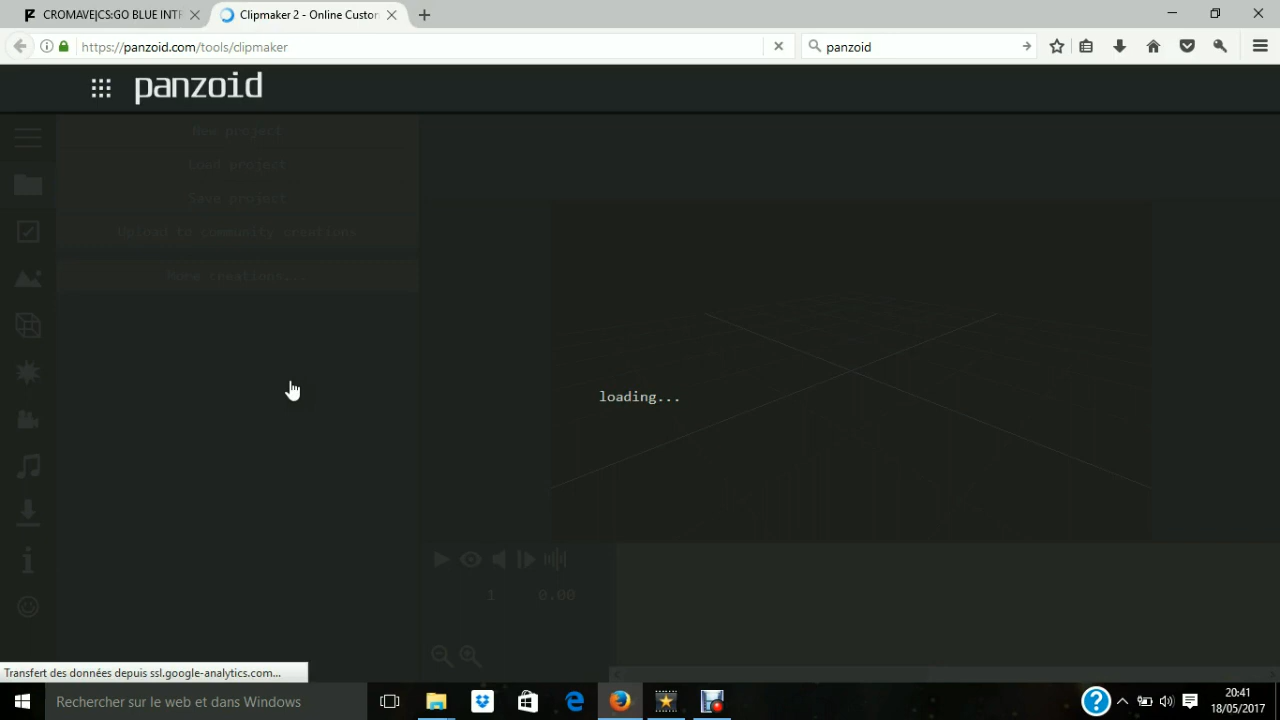 CROMAVE|CS:GO BLUE INTR
Clipmaker 2 - Online Custor
https://panzoid.com/tools/clipmaker
panzoid
panzoid
New project
Load project
Save project
Upload to community creations
More creations...
loading...
1 0.00
Transfert des données depuis ssl.google-analytics.com...
Rechercher sur le web et dans Windows
20:41
18/05/2017